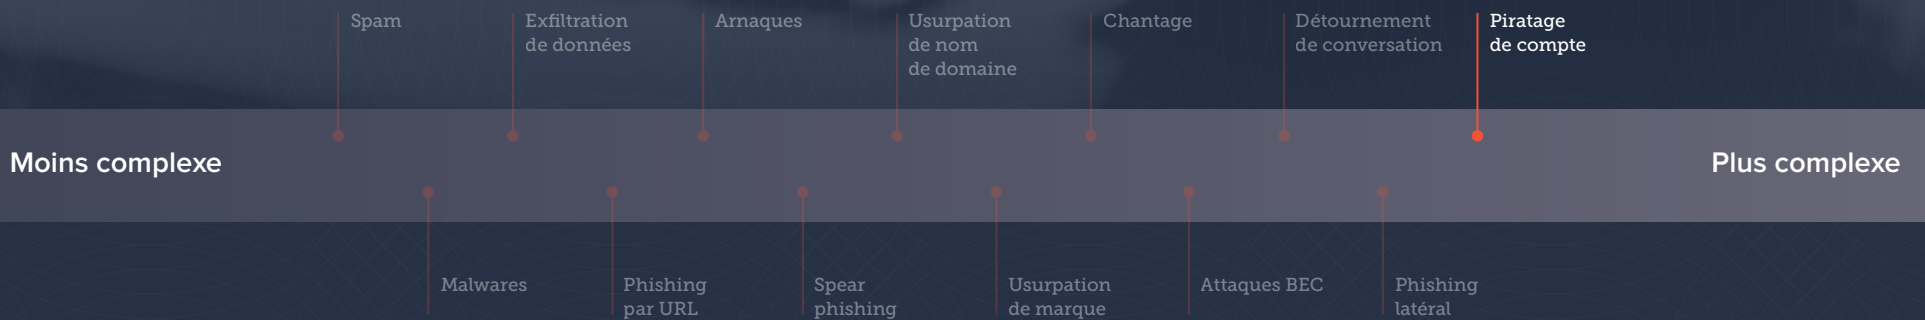 Spam
Exfiltration
de données
Arnaques
Usurpation
de nom
de domaine
Chantage
Détournement
de conversation
Piratage
de compte
Moins complexe
Plus complexe
Malwares
Phishing
par URL
Spear
phishing
Usurpation
de marque
Attaques BEC
Phishing
latéral